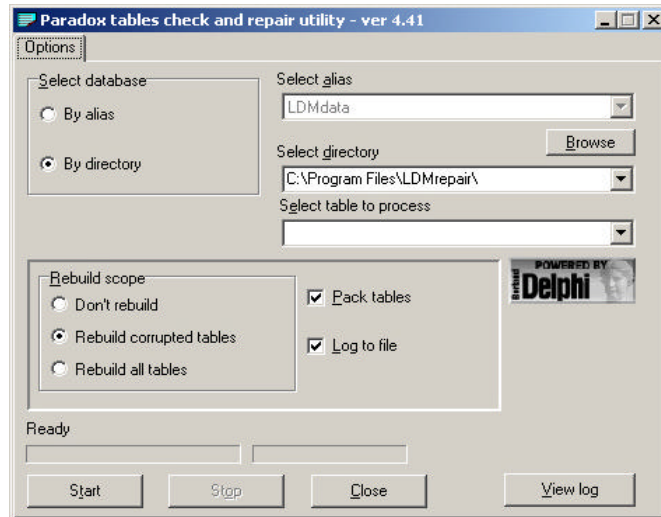 Paradox tables check and repair utility - ver 4.41
Options
Select database
By alias
By directory
Select alias
LDMdata
Browse
Select directory
C:\Program Files\LDMrepair\
Select table to process
Rebuild scope
Don't rebuild
Rebuild corrupted tables
Rebuild all tables
Pack tables
Log to file
POWERED BY
Borland
Delphi
Ready
Start
Stop
Close
View log